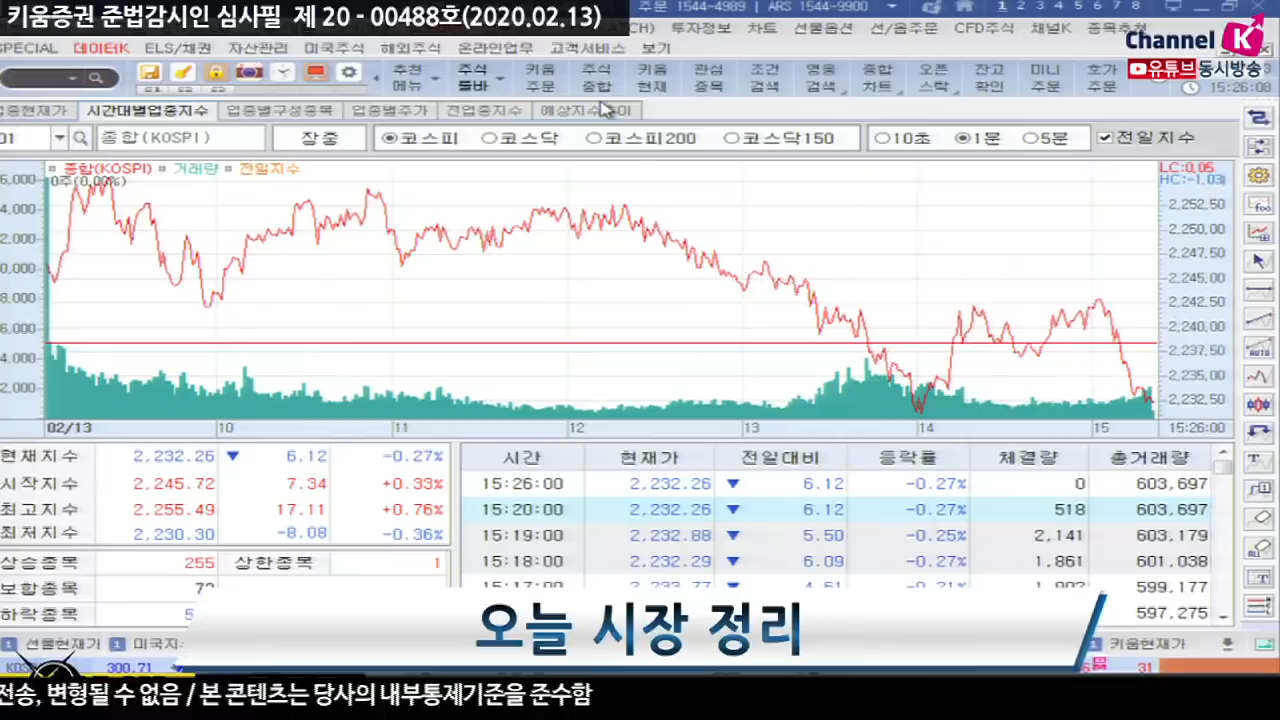 키움증권 준법감시인 심사필 제 20 - 00488호(2020.02.13)
주문 1544-4989 ARS 1544-9900
1 2 3 4 5 6 7 8
투자정보 차트 선물옵션 선/옵주문 CFD주식 채널K 종목추천
Channel K
SPECIAL 데이터K ELS/채권 자산관리 미국주식 해외주식 온라인업무 고객서비스 보기
유튜브 동시방송
추천 메뉴 주식 툴바 키움 주문 주식 종합 키움 현재 관심 종목 조건 검색 영웅 검색 종합 차트 오픈 스탁 잔고 확인 미니 주문 호가 주문
15:26:08
업종현재가 시간대별업종지수 업종별구성종목 업종별주가 전업종지수 예상지수
01 종합(KOSPI) 장중 코스피 코스닥 코스피200 코스닥150 10초 1분 5분 전일지수
종합(KOSPI) 거래량 전일지수
0주(0,00%)
LC:0,05
HC:-1,03
6,000
4,000 2,252,50
2,000 2,250,00
0,000 2,247,50
2,245,00
8,000 2,242,50
6,000 2,240,00
4,000 2,237,50
2,235,00
2,000 2,232,50
02/13 10 11 12 13 14 15 15:26:00
현재지수 2,232.26 ▼ 6.12 -0.27%
시작지수 2,245.72 7.34 +0.33%
최고지수 2,255.49 17.11 +0.76%
최저지수 2,230.30 -8.08 -0.36%
상승종목 255 상한종목 1
보합종목
하락종목
시간 현재가 전일대비 등락률 체결량 총거래량
15:26:00 2,232.26 ▼ 6.12 -0.27% 0 603,697
15:20:00 2,232.26 ▼ 6.12 -0.27% 518 603,697
15:19:00 2,232.88 ▼ 5.50 -0.25% 2,141 603,179
15:18:00 2,232.29 ▼ 6.09 -0.27% 1,861 601,038
15:17:00 2,233.77 ▼ 4.61 -0.21% 599,177
597,275
오늘 시장 정리
1 선물현재가 1 미국지 1 키움현재가
300.71 31
전송, 변형될 수 없음 / 본 콘텐츠는 당사의 내부통제기준을 준수함